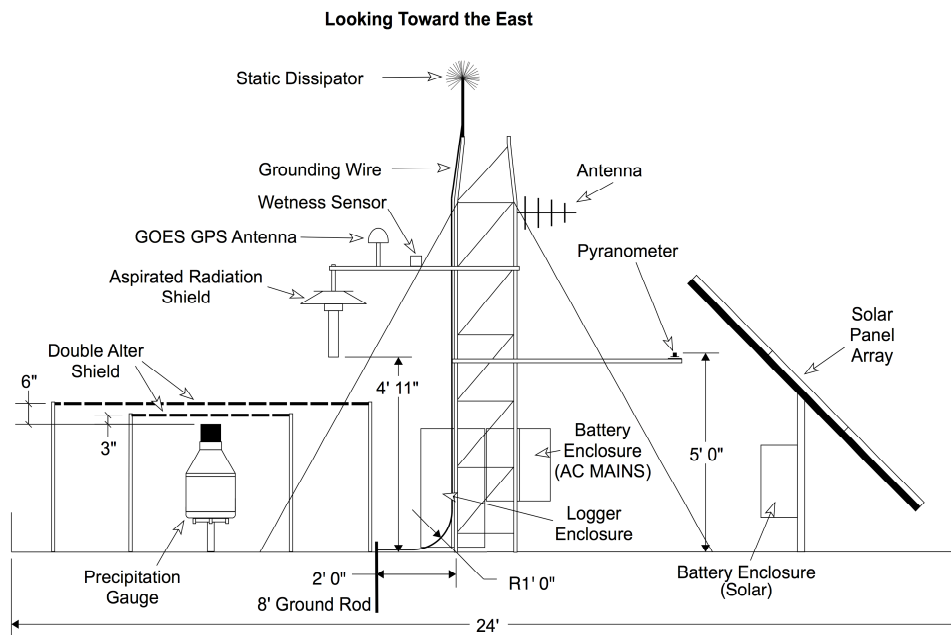 Looking Toward the East
Static Dissipator
Grounding Wire
Antenna
Wetness Sensor
GOES GPS Antenna
Pyranometer
Aspirated Radiation
Shield
Solar
Panel
Array
Double Alter
Shield
6"
4' 11"
3"
Battery
Enclosure
(AC MAINS)
5' 0"
Logger
Enclosure
Precipitation
Gauge
2' 0"
R1' 0"
Battery Enclosure
(Solar)
8' Ground Rod
24'